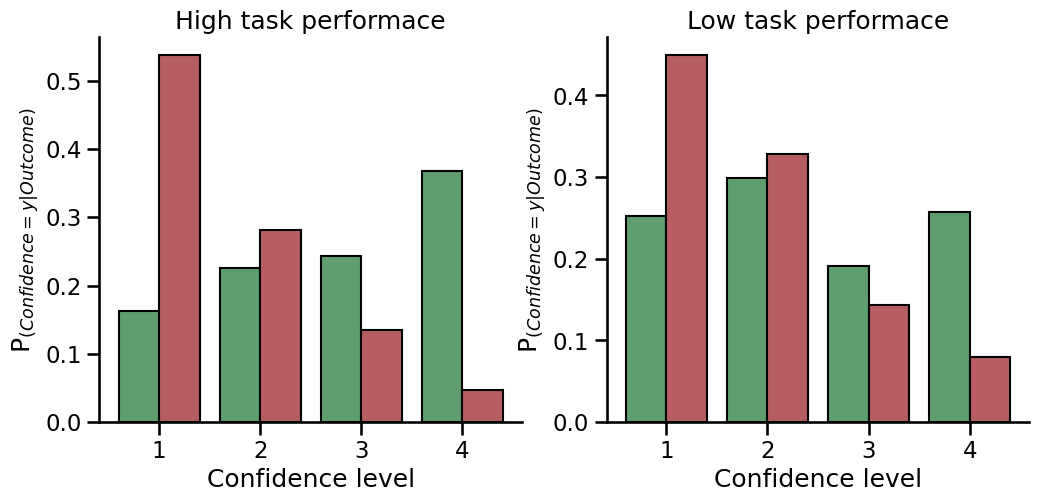 High task performace
Low task performace
P(Confidence = y|Outcome)
0.5
0.4
0.3
0.2
0.1
0.0
1 2 3 4
Confidence level
P(Confidence = y|Outcome)
0.4
0.3
0.2
0.1
0.0
1 2 3 4
Confidence level